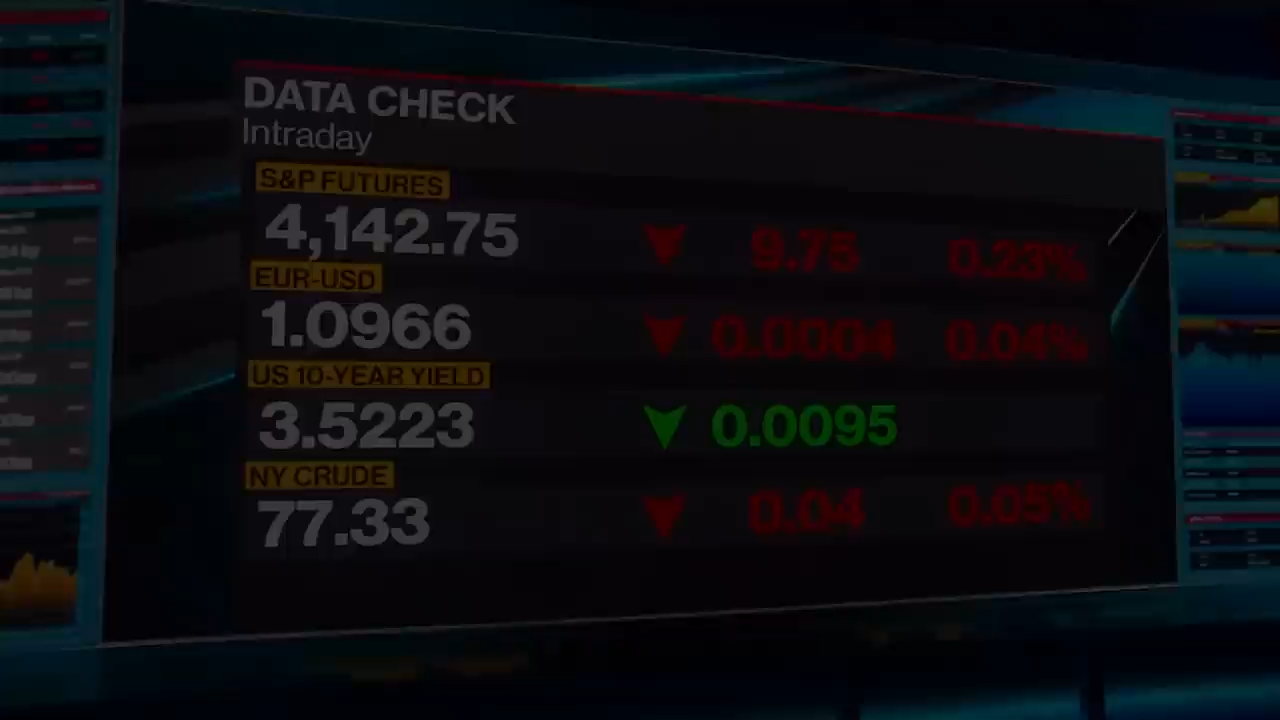 DATA CHECK
Intraday
S&P FUTURES
4,142.75 ▼ 9.75 0.23%
EUR-USD
1.0966 ▼ 0.0004 0.04%
US 10-YEAR YIELD
3.5223 ▼ 0.0095
NY CRUDE
77.33 ▼ 0.04 0.05%